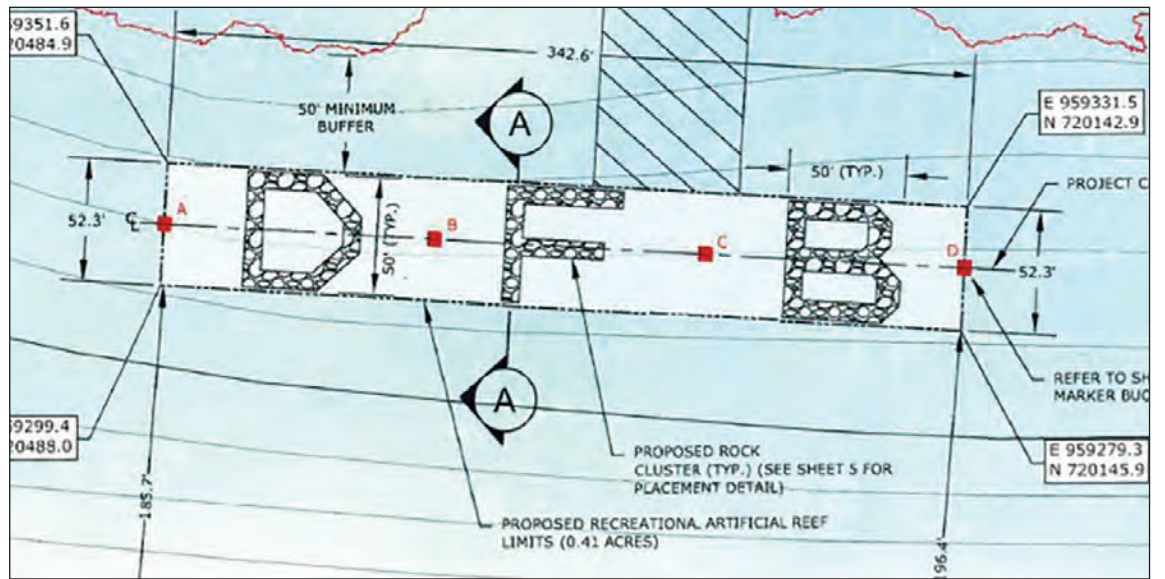 59351.6
20484.9
342.6'
50' MINIMUM
BUFFER
A
E 959331.5
N 720142.9
50' (TYP.)
PROJECT C
52.3'
℄
A
50' (TYP.)
B
C
D
52.3'
A
REFER TO SH
MARKER BUO
9299.4
20488.0
E 959279.3
N 720145.9
PROPOSED ROCK
CLUSTER (TYP.) (SEE SHEET 5 FOR
PLACEMENT DETAIL)
185.7'
PROPOSED RECREATIONAL ARTIFICIAL REEF
LIMITS (0.41 ACRES)
196.4'